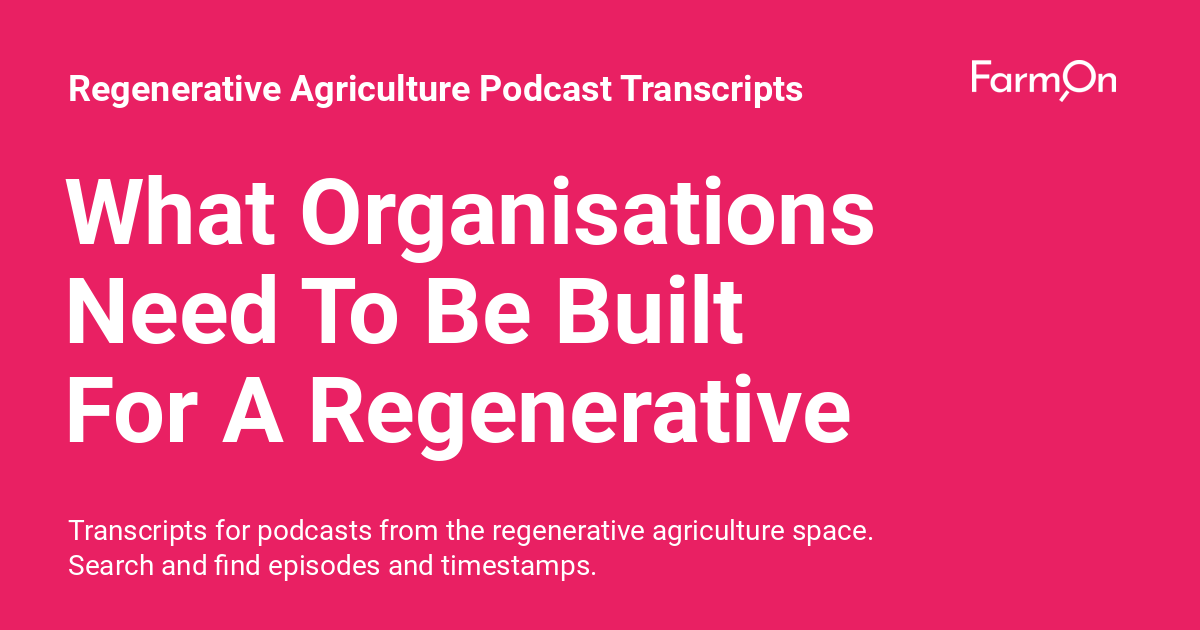 Regenerative Agriculture Podcast Transcripts
FarmOn
What Organisations
Need To Be Built
For A Regenerative
Transcripts for podcasts from the regenerative agriculture space.
Search and find episodes and timestamps.